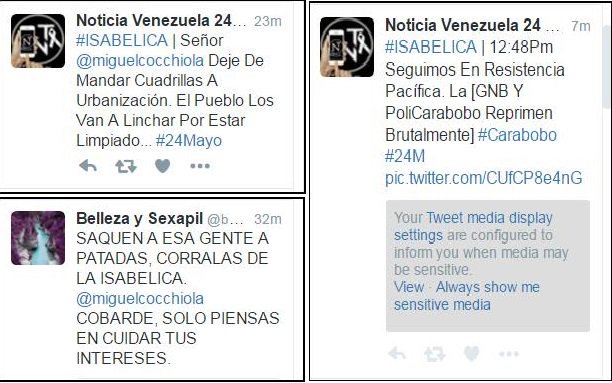 Noticia Venezuela 24... 23m
#ISABELICA | Señor
@miguelcocchiola Deje De
Mandar Cuadrillas A
Urbanización. El Pueblo Los
Van A Linchar Por Estar
Limpiado... #24Mayo
Belleza y Sexapil @b... 32m
SAQUEN A ESA GENTE A
PATADAS, CORRALAS DE
LA ISABELICA.
@miguelcocchiola
COBARDE, SOLO PIENSAS
EN CUIDAR TUS
INTERESES.
Noticia Venezuela 24 ... 7m
#ISABELICA | 12:48Pm
Seguimos En Resistencia
Pacífica. La [GNB Y
PoliCarabobo Reprimen
Brutalmente] #Carabobo
#24M
pic.twitter.com/CUfCP8e4nG
Your Tweet media display
settings are configured to
inform you when media may
be sensitive.
View · Always show me
sensitive media